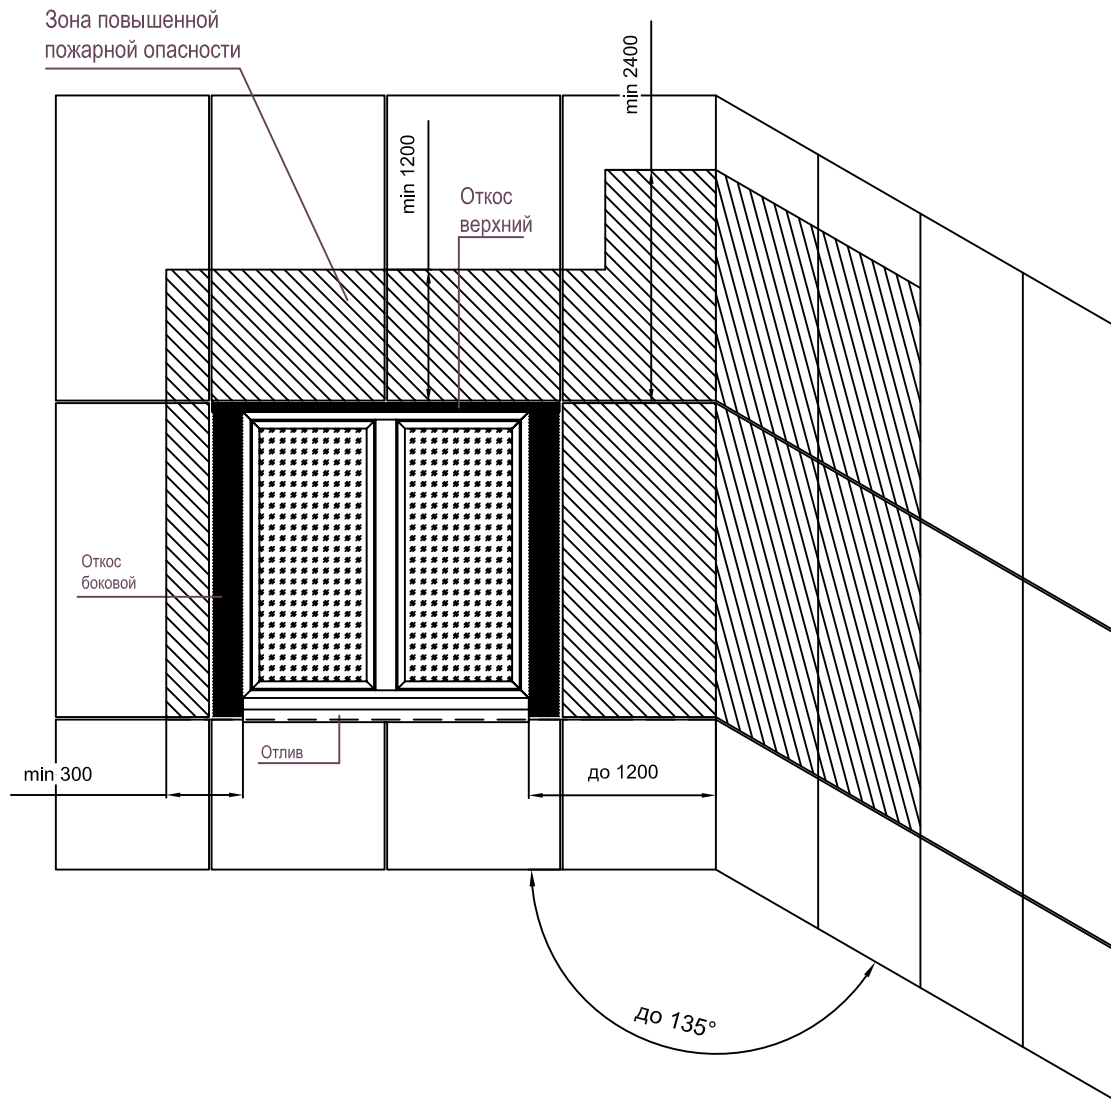 Зона повышенной
пожарной опасности
min 2400
min 1200
Откос
верхний
Откос
боковой
Отлив
min 300
до 1200
до 135°